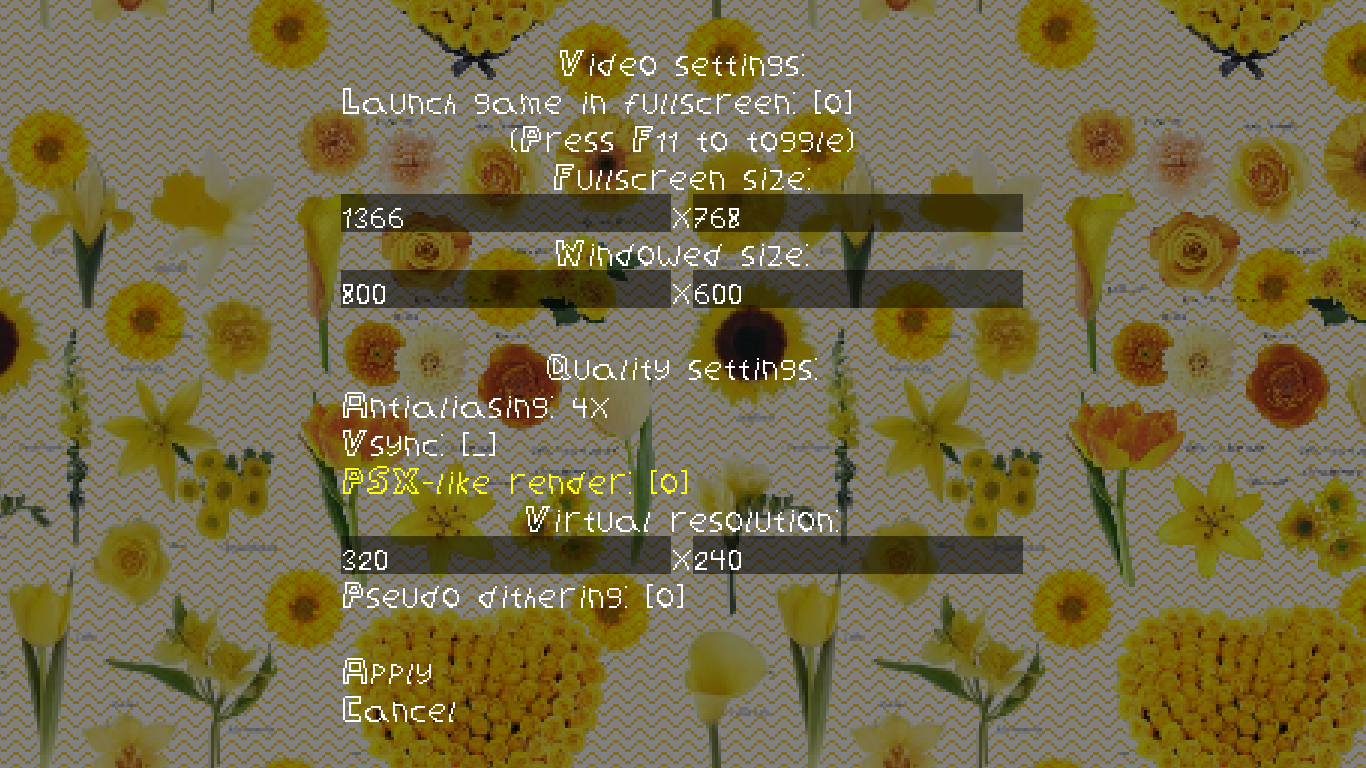 Video settings:
Launch game in fullscreen: [o]
(Press F11 to toggle)
Fullscreen size:
1366 X768
Windowed size:
800 X600
Quality settings:
Antialiasing: 4X
Vsync: [_]
PSX-like render: [o]
Virtual resolution:
320 X240
Pseudo dithering: [o]
Apply
Cancel